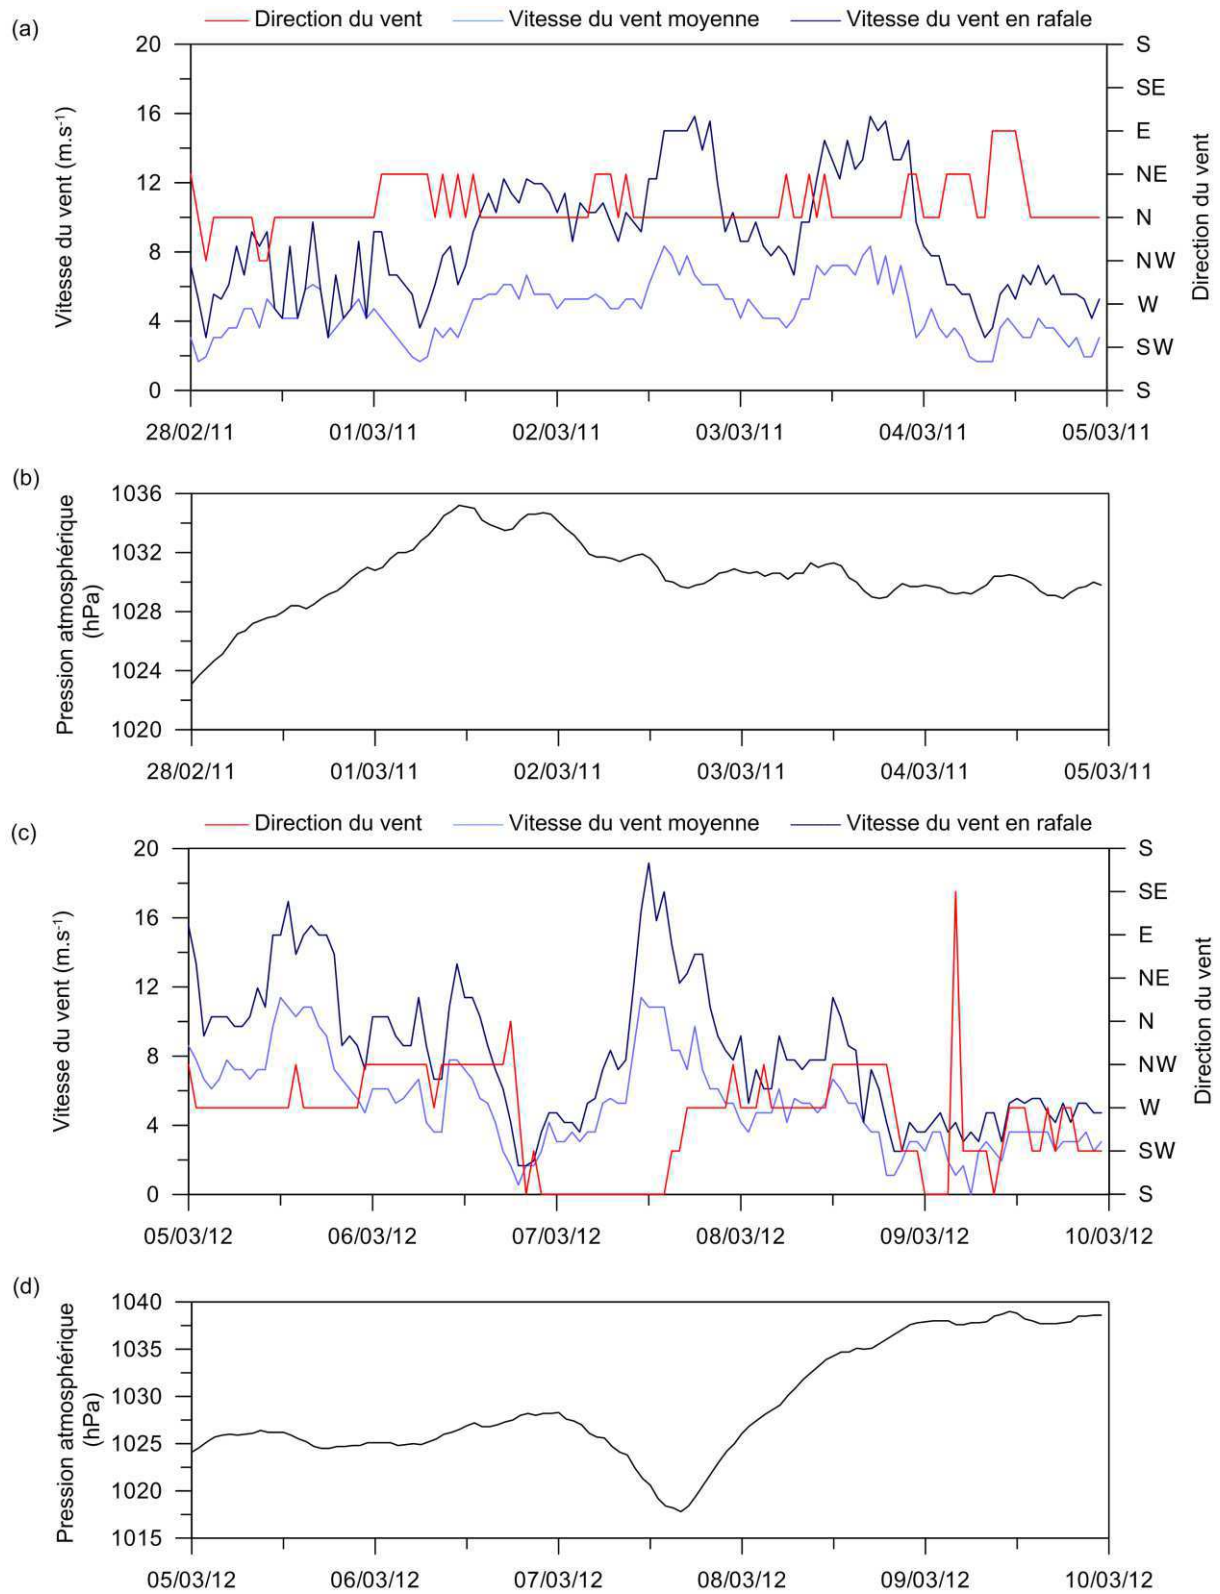 (a)
Direction du vent Vitesse du vent moyenne Vitesse du vent en rafale
20 S
SE
16 E
12 NE
N
8 NW
W
4 SW
0 S
Vitesse du vent (m.s-1)
Direction du vent
28/02/11 01/03/11 02/03/11 03/03/11 04/03/11 05/03/11
(b)
1036
1032
1028
1024
1020
Pression atmosphérique
(hPa)
28/02/11 01/03/11 02/03/11 03/03/11 04/03/11 05/03/11
(c)
Direction du vent Vitesse du vent moyenne Vitesse du vent en rafale
20 S
SE
16 E
12 NE
N
8 NW
W
4 SW
0 S
Vitesse du vent (m.s-1)
Direction du vent
05/03/12 06/03/12 07/03/12 08/03/12 09/03/12 10/03/12
(d)
1040
1035
1030
1025
1020
1015
Pression atmosphérique
(hPa)
05/03/12 06/03/12 07/03/12 08/03/12 09/03/12 10/03/12